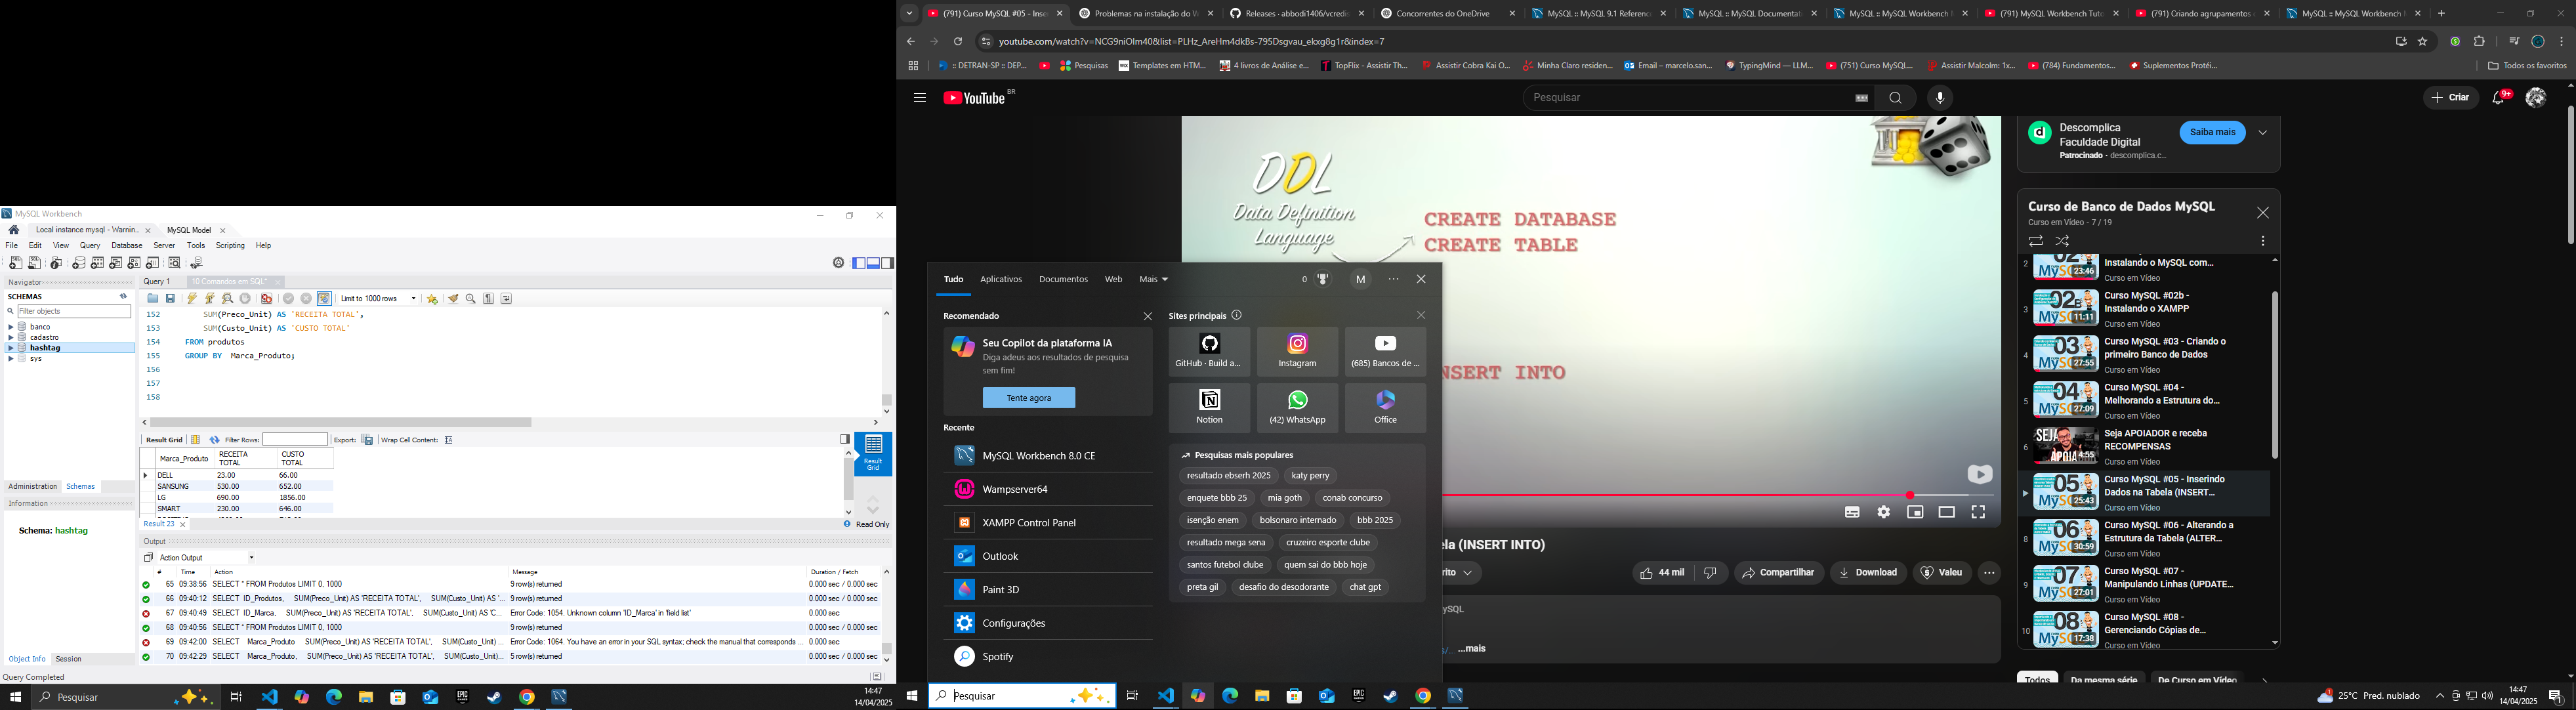 MySQL Workbench
Local instance mysql - Warnin...
MySQL Model
File Edit View Query Database Server Tools Scripting Help
Navigator
SCHEMAS
Filter objects
banco
cadastro
hashtag
sys
Administration Schemas
Information
Schema: hashtag
Object Info Session
Query Completed
Query 1
10 Comandos em SQL*
Limit to 1000 rows
152 SUM(Preco_Unit) AS 'RECEITA TOTAL',
153 SUM(Custo_Unit) AS 'CUSTO TOTAL'
154 FROM produtos
155 GROUP BY Marca_Produto;
156
157
158
Result Grid Filter Rows: Export: Wrap Cell Content:
Marca_Produto RECEITA TOTAL CUSTO TOTAL
DELL 23.00 66.00
SANSUNG 530.00 652.00
LG 690.00 1856.00
SMART 230.00 646.00
Result Grid
Result 23
Read Only
Output
Action Output
# Time Action Message Duration / Fetch
65 09:38:56 SELECT * FROM Produtos LIMIT 0, 1000 9 row(s) returned 0.000 sec / 0.000 sec
66 09:40:12 SELECT ID_Produtos, SUM(Preco_Unit) AS 'RECEITA TOTAL', SUM(Custo_Unit) AS '... 9 row(s) returned 0.000 sec / 0.000 sec
67 09:40:49 SELECT ID_Marca, SUM(Preco_Unit) AS 'RECEITA TOTAL', SUM(Custo_Unit) AS 'C... Error Code: 1054. Unknown column 'ID_Marca' in 'field list' 0.000 sec
68 09:40:56 SELECT * FROM Produtos LIMIT 0, 1000 9 row(s) returned 0.000 sec / 0.000 sec
69 09:42:00 SELECT Marca_Produto SUM(Preco_Unit) AS 'RECEITA TOTAL', SUM(Custo_Unit) ... Error Code: 1064. You have an error in your SQL syntax; check the manual that corresponds ... 0.000 sec
70 09:42:29 SELECT Marca_Produto, SUM(Preco_Unit) AS 'RECEITA TOTAL', SUM(Custo_Unit)... 5 row(s) returned 0.000 sec / 0.000 sec
Pesquisar
14:47
14/04/2025
(791) Curso MySQL #05 - Inse
Problemas na instalação do W
Releases · abbodi1406/vcredis
Concorrentes do OneDrive
MySQL :: MySQL 9.1 Referenc
MySQL :: MySQL Documentat
MySQL :: MySQL Workbench
(791) MySQL Workbench Tuto
(791) Criando agrupamentos
MySQL :: MySQL Workbench
youtube.com/watch?v=NCG9niOlm40&list=PLHz_AreHm4dkBs-795Dsgvau_ekxg8g1r&index=7
:: DETRAN-SP :: DEP...
Pesquisas
Templates em HTM...
4 livros de Análise e...
TopFlix - Assistir Th...
Assistir Cobra Kai O...
Minha Claro residen...
Email – marcelo.san...
TypingMind — LLM...
(751) Curso MySQL...
Assistir Malcolm: 1x...
(784) Fundamentos...
Suplementos Protéi...
Todos os favoritos
YouTube BR
Pesquisar
Criar
9+
DDL
Data Definition
Language
CREATE DATABASE
CREATE TABLE
NSERT INTO
Tudo Aplicativos Documentos Web Mais
0
M
Recomendado
Seu Copilot da plataforma IA
Diga adeus aos resultados de pesquisa
sem fim!
Tente agora
Recente
MySQL Workbench 8.0 CE
Wampserver64
XAMPP Control Panel
Outlook
Paint 3D
Configurações
Spotify
Sites principais
GitHub · Build a...
Instagram
(685) Bancos de ...
Notion
(42) WhatsApp
Office
Pesquisas mais populares
resultado ebserh 2025
katy perry
enquete bbb 25
mia goth
conab concurso
isenção enem
bolsonaro internado
bbb 2025
resultado mega sena
cruzeiro esporte clube
santos futebol clube
quem sai do bbb hoje
preta gil
desafio do desodorante
chat gpt
ela (INSERT INTO)
rito
44 mil
Compartilhar
Download
Valeu
ySQL
...mais
Descomplica
Faculdade Digital
Patrocinado · descomplica.c...
Saiba mais
Curso de Banco de Dados MySQL
Curso em Vídeo - 7 / 19
2
23:46
Instalando o MySQL com...
3
11:11
Curso MySQL #02b -
Instalando o XAMPP
Curso em Vídeo
4
27:55
Curso MySQL #03 - Criando o
primeiro Banco de Dados
Curso em Vídeo
5
27:09
Curso MySQL #04 -
Melhorando a Estrutura do...
Curso em Vídeo
6
SEJA
APOIA
4:55
Seja APOIADOR e receba
RECOMPENSAS
Curso em Vídeo
25:43
Curso MySQL #05 - Inserindo
Dados na Tabela (INSERT...
Curso em Vídeo
8
30:59
Curso MySQL #06 - Alterando a
Estrutura da Tabela (ALTER...
Curso em Vídeo
9
27:01
Curso MySQL #07 -
Manipulando Linhas (UPDATE...
Curso em Vídeo
10
17:38
Curso MySQL #08 -
Gerenciando Cópias de...
Curso em Vídeo
Todos
Da mesma série
De Curso em Vídeo
Pesquisar
25°C Pred. nublado
14:47
14/04/2025